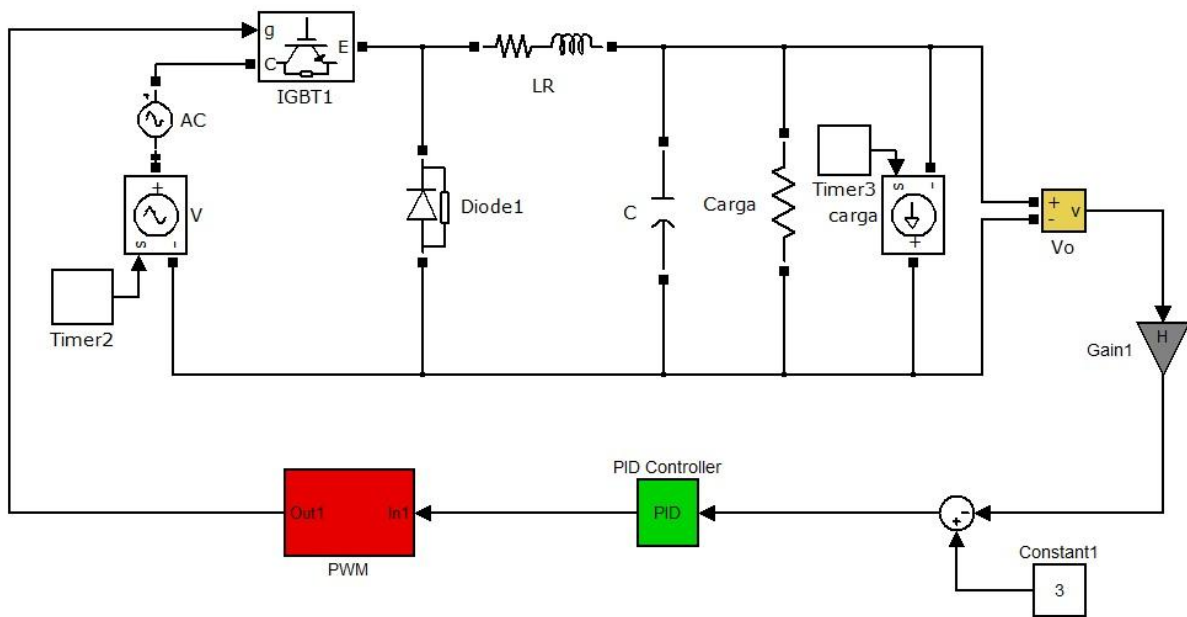 g
C
E
IGBT1
LR
AC
+
V
s
-
Timer2
Diode1
C
Carga
Timer3
carga
s
-
+
+
-
v
Vo
H
Gain1
PID Controller
PID
In1
Out1
PWM
-
+
Constant1
3